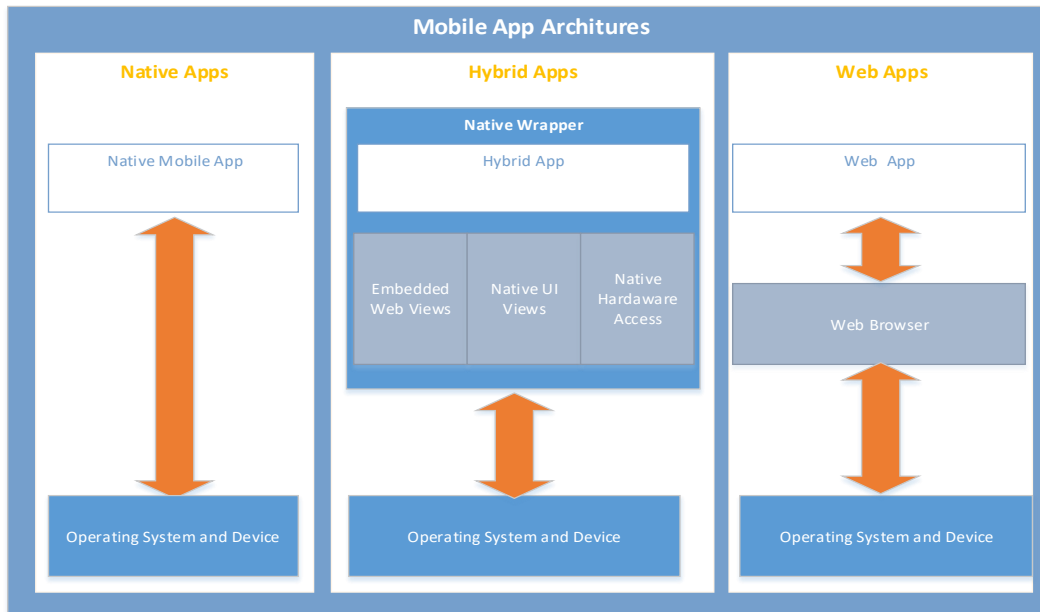 Mobile App Architures
Native Apps
Native Mobile App
Operating System and Device
Hybrid Apps
Native Wrapper
Hybrid App
Embedded
Web Views
Native UI
Views
Native
Hardaware
Access
Operating System and Device
Web Apps
Web App
Web Browser
Operating System and Device